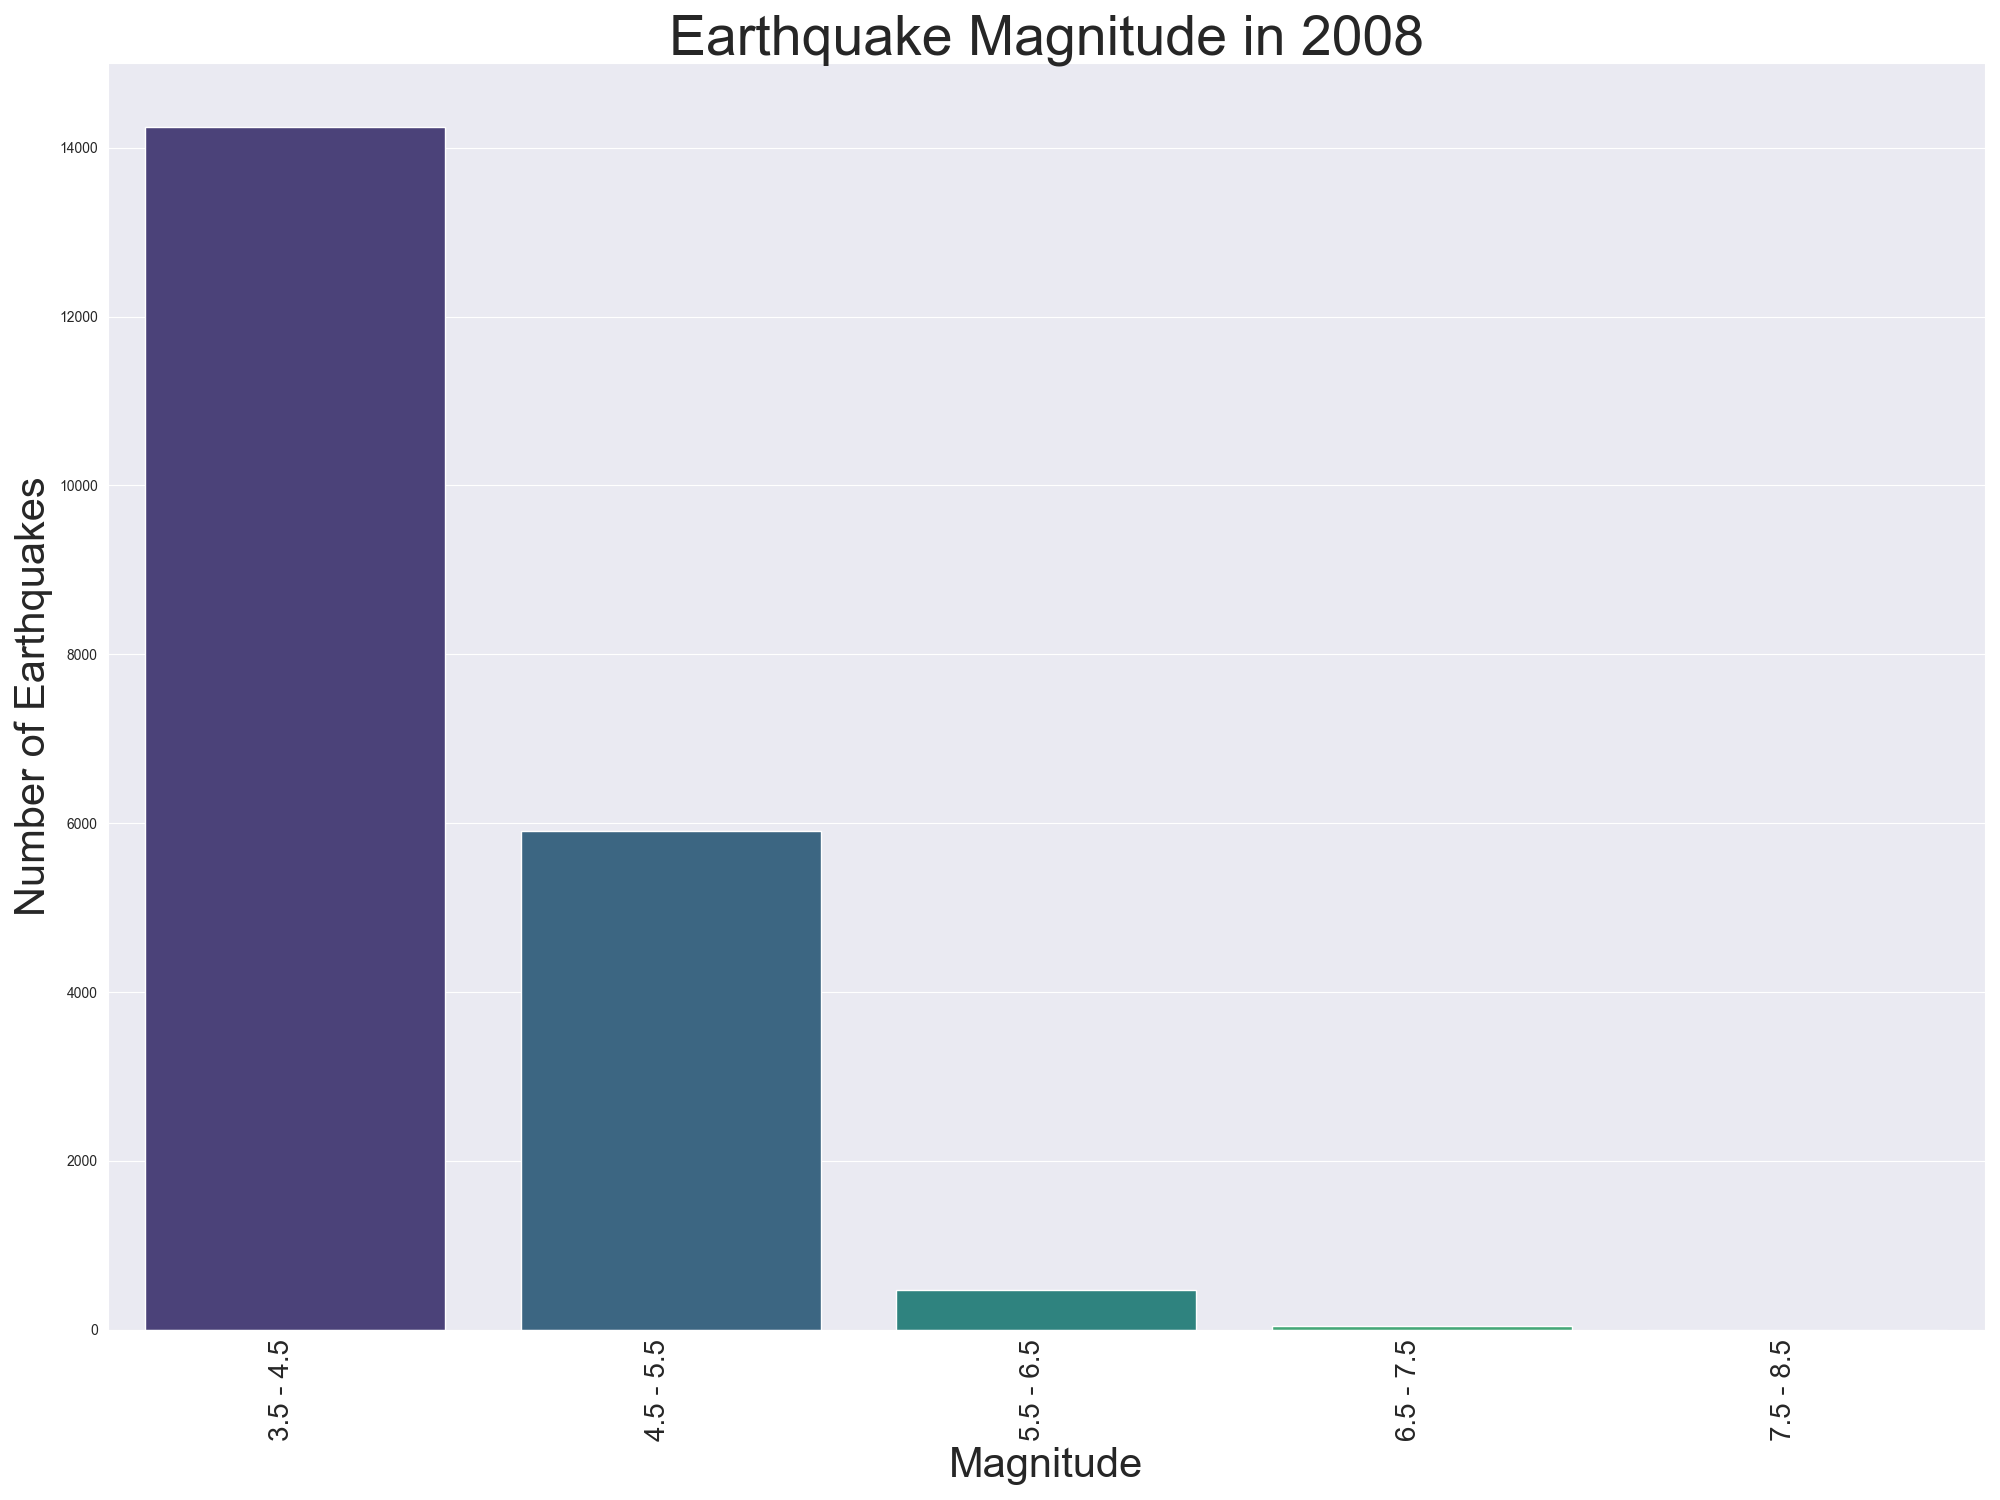 Earthquake Magnitude in 2008
Number of Earthquakes
14000
12000
10000
8000
6000
4000
2000
0
3.5 - 4.5
4.5 - 5.5
5.5 - 6.5
6.5 - 7.5
7.5 - 8.5
Magnitude